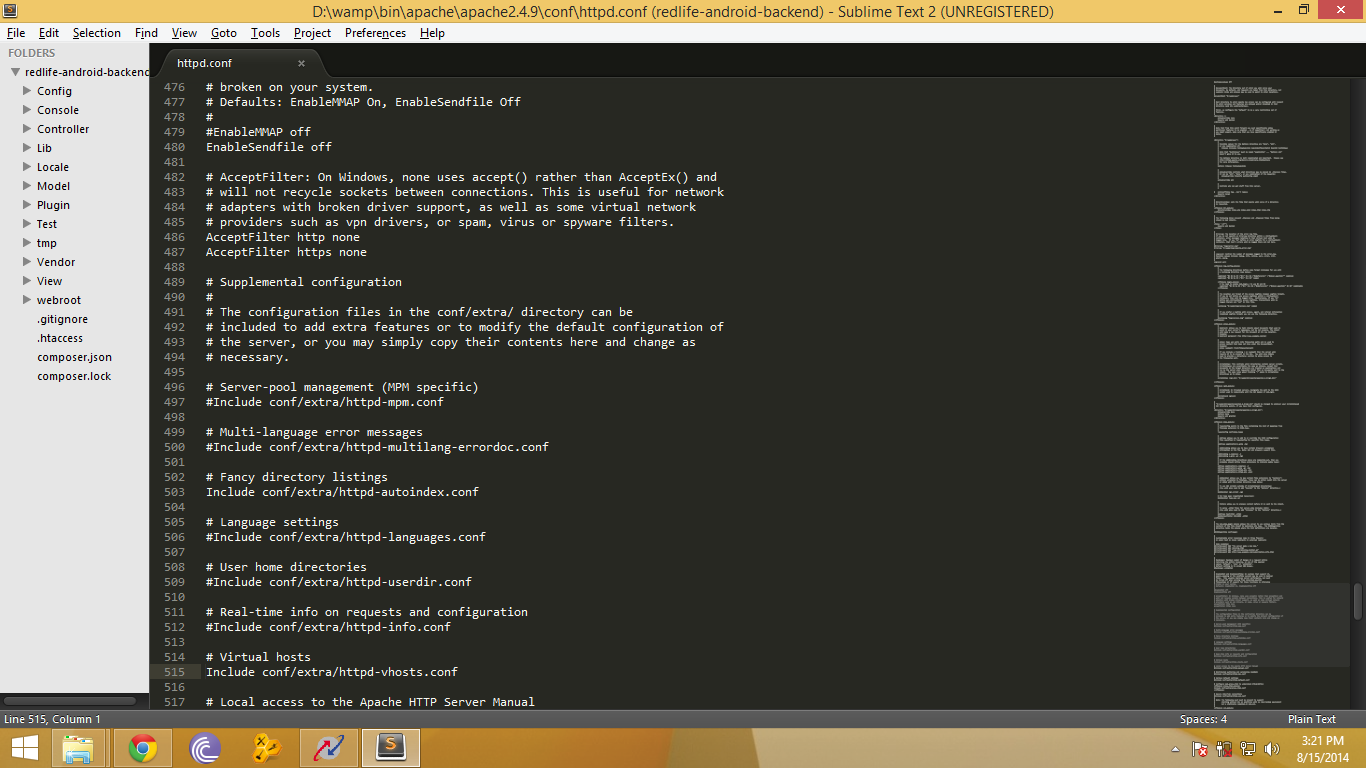 D:\wamp\bin\apache\apache2.4.9\conf\httpd.conf (redlife-android-backend) - Sublime Text 2 (UNREGISTERED)
File Edit Selection Find View Goto Tools Project Preferences Help
FOLDERS
redlife-android-backend
Config
Console
Controller
Lib
Locale
Model
Plugin
Test
tmp
Vendor
View
webroot
.gitignore
.htaccess
composer.json
composer.lock
httpd.conf ×
476 # broken on your system.
477 # Defaults: EnableMMAP On, EnableSendfile Off
478 #
479 #EnableMMAP off
480 EnableSendfile off
481
482 # AcceptFilter: On Windows, none uses accept() rather than AcceptEx() and
483 # will not recycle sockets between connections. This is useful for network
484 # adapters with broken driver support, as well as some virtual network
485 # providers such as vpn drivers, or spam, virus or spyware filters.
486 AcceptFilter http none
487 AcceptFilter https none
488
489 # Supplemental configuration
490 #
491 # The configuration files in the conf/extra/ directory can be
492 # included to add extra features or to modify the default configuration of
493 # the server, or you may simply copy their contents here and change as
494 # necessary.
495
496 # Server-pool management (MPM specific)
497 #Include conf/extra/httpd-mpm.conf
498
499 # Multi-language error messages
500 #Include conf/extra/httpd-multilang-errordoc.conf
501
502 # Fancy directory listings
503 Include conf/extra/httpd-autoindex.conf
504
505 # Language settings
506 #Include conf/extra/httpd-languages.conf
507
508 # User home directories
509 #Include conf/extra/httpd-userdir.conf
510
511 # Real-time info on requests and configuration
512 #Include conf/extra/httpd-info.conf
513
514 # Virtual hosts
515 Include conf/extra/httpd-vhosts.conf
516
517 # Local access to the Apache HTTP Server Manual
Line 515, Column 1
Spaces: 4 Plain Text
3:21 PM
8/15/2014